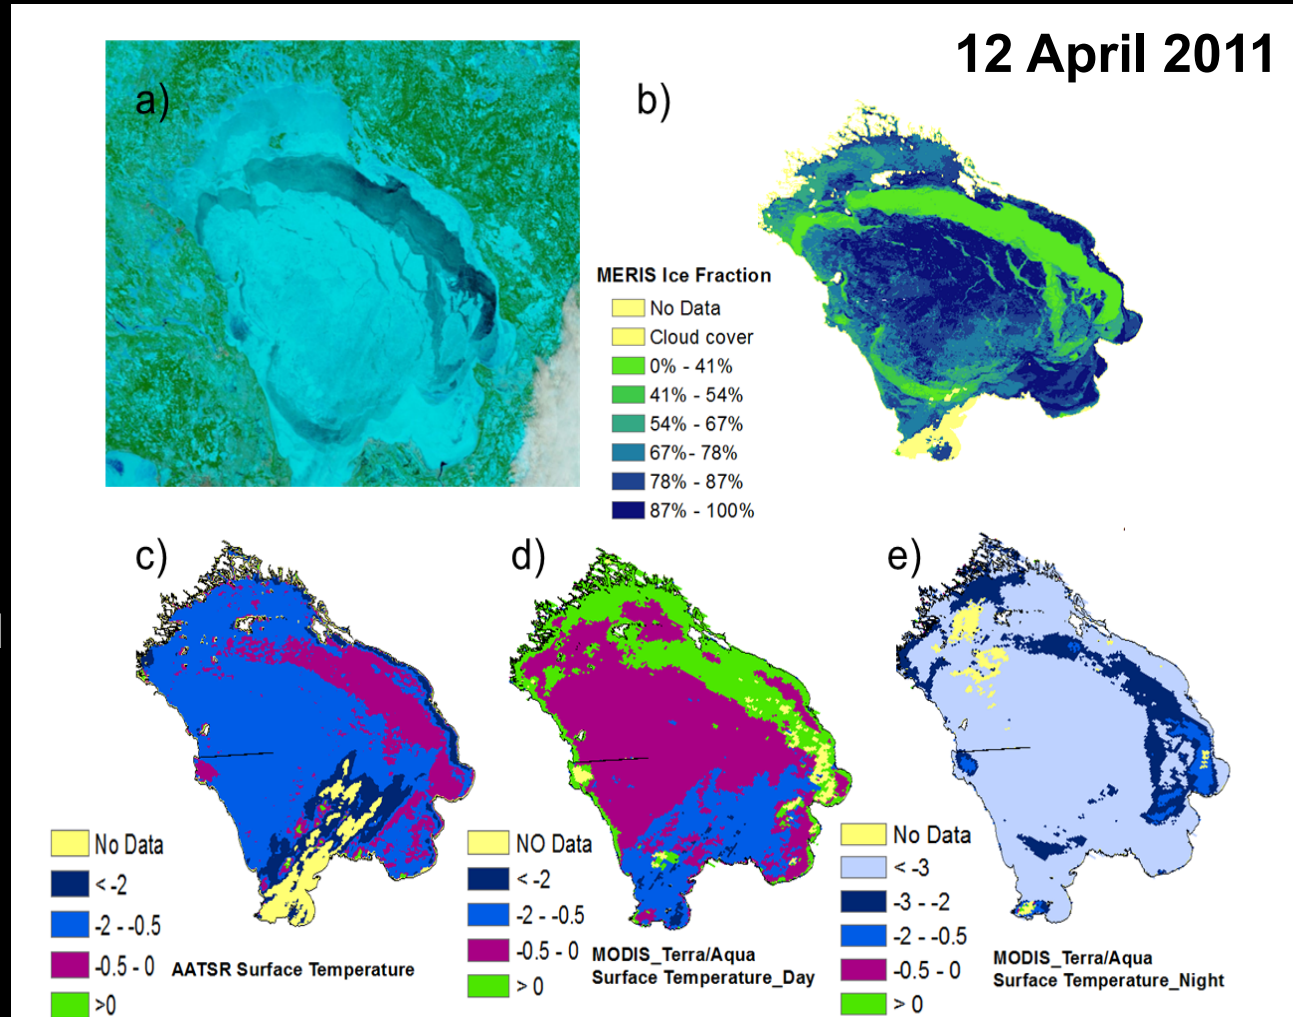 12 April 2011
a)
b)
MERIS Ice Fraction
No Data
Cloud cover
0% - 41%
41% - 54%
54% - 67%
67%- 78%
78% - 87%
87% - 100%
c)
No Data
< -2
-2 - -0.5
-0.5 - 0
>0
AATSR Surface Temperature
d)
NO Data
< -2
-2 - -0.5
-0.5 - 0
> 0
MODIS_Terra/Aqua
Surface Temperature_Day
e)
No Data
< -3
-3 - -2
-2 - -0.5
-0.5 - 0
> 0
MODIS_Terra/Aqua
Surface Temperature_Night